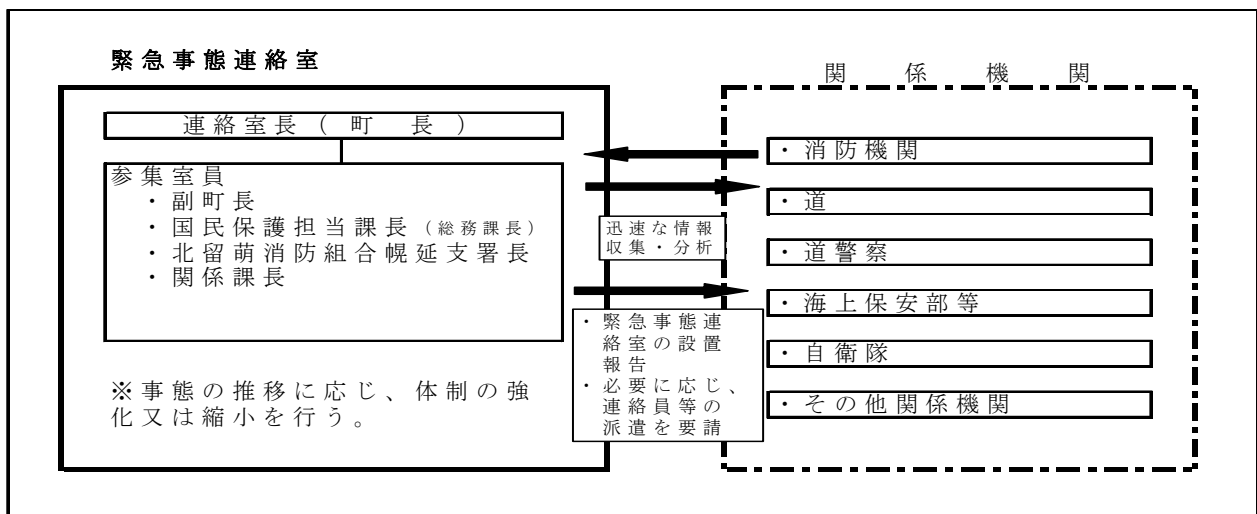 緊急事態連絡室
連絡室長(町　長)
参集室員
・副町長
・国民保護担当課長(総務課長)
・北留萌消防組合幌延支署長
・関係課長
※事態の推移に応じ、体制の強
化又は縮小を行う。
迅速な情報
収集・分析
・緊急事態連
絡室の設置
報告
・必要に応じ、
連絡員等の
派遣を要請
関係機関
・消防機関
・道
・道警察
・海上保安部等
・自衛隊
・その他関係機関